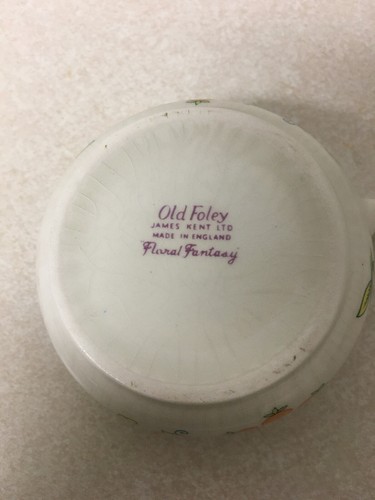 Old Foley
JAMES KENT LTD
MADE IN ENGLAND
Floral Fantasy